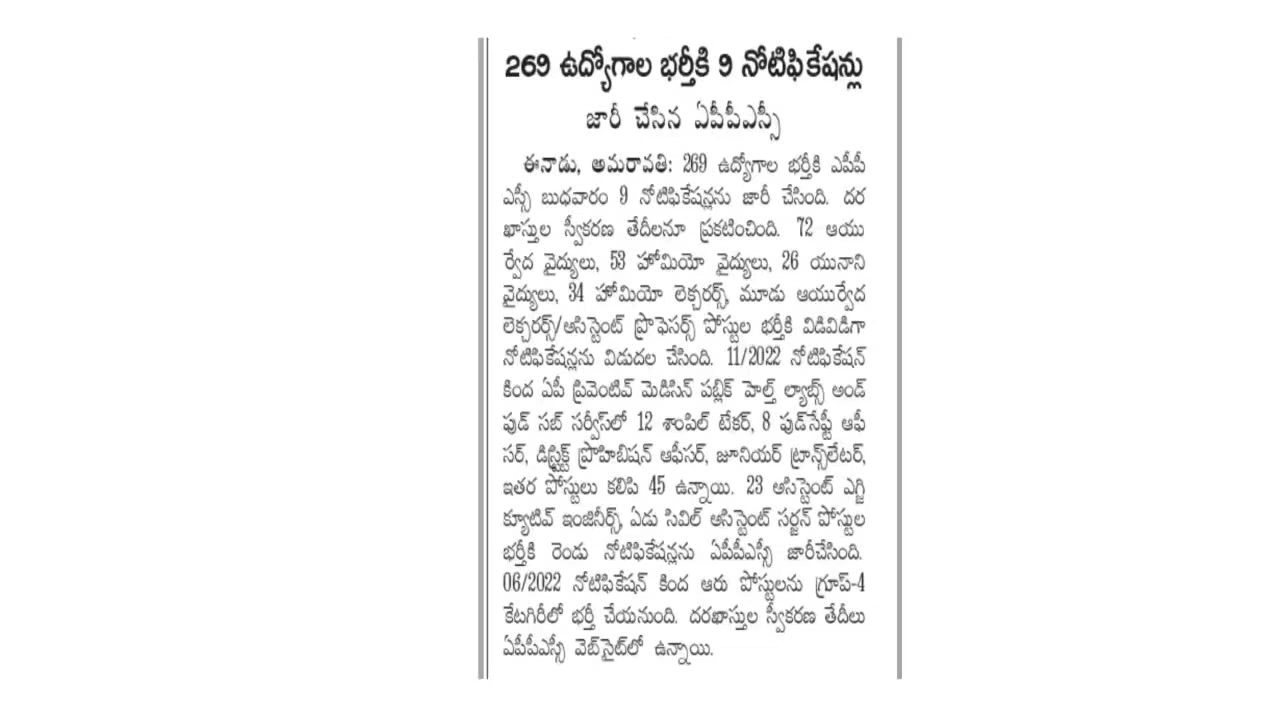 269 ఉద్యోగాల భర్తీకి 9 నోటిఫికేషన్లు
జారీ చేసిన ఏపీపీఎస్సీ
ఈనాడు, అమరావతి: 269 ఉద్యోగాల భర్తీకి ఎపీపీ
ఎస్సీ బుధవారం 9 నోటిఫికేషన్లను జారీ చేసింది. దర
ఖాస్తుల స్వీకరణ తేదీలనూ ప్రకటించింది. 72 ఆయు
ర్వేద వైద్యులు, 53 హోమియో వైద్యులు, 26 యునాని
వైద్యులు, 34 హోమియో లెక్చరర్స్, మూడు ఆయుర్వేద
లెక్చరర్స్/అసిస్టెంట్ ప్రొఫెసర్స్ పోస్టుల భర్తీకి విడివిడిగా
నోటిఫికేషన్లను విడుదల చేసింది. 11/2022 నోటిఫికేషన్
కింద ఏపీ ప్రివెంటివ్ మెడిసిన్ పబ్లిక్ హెల్త్ ల్యాబ్స్ అండ్
ఫుడ్ సబ్ సర్వీస్‌లో 12 శాంపిల్ టేకర్, 8 ఫుడ్‌సేఫ్టీ ఆఫీ
సర్, డిస్ట్రిక్ట్ ప్రొహిబిషన్ ఆఫీసర్, జూనియర్ ట్రాన్స్‌లేటర్,
ఇతర పోస్టులు కలిపి 45 ఉన్నాయి. 23 అసిస్టెంట్ ఎగ్జి
క్యూటివ్ ఇంజినీర్స్, ఏడు సివిల్ అసిస్టెంట్ సర్జన్ పోస్టుల
భర్తీకి రెండు నోటిఫికేషన్లను ఏపీపీఎస్సీ జారీచేసింది.
06/2022 నోటిఫికేషన్ కింద ఆరు పోస్టులను గ్రూప్-4
కేటగిరీలో భర్తీ చేయనుంది. దరఖాస్తుల స్వీకరణ తేదీలు
ఏపీపీఎస్సీ వెబ్‌సైట్‌లో ఉన్నాయి.